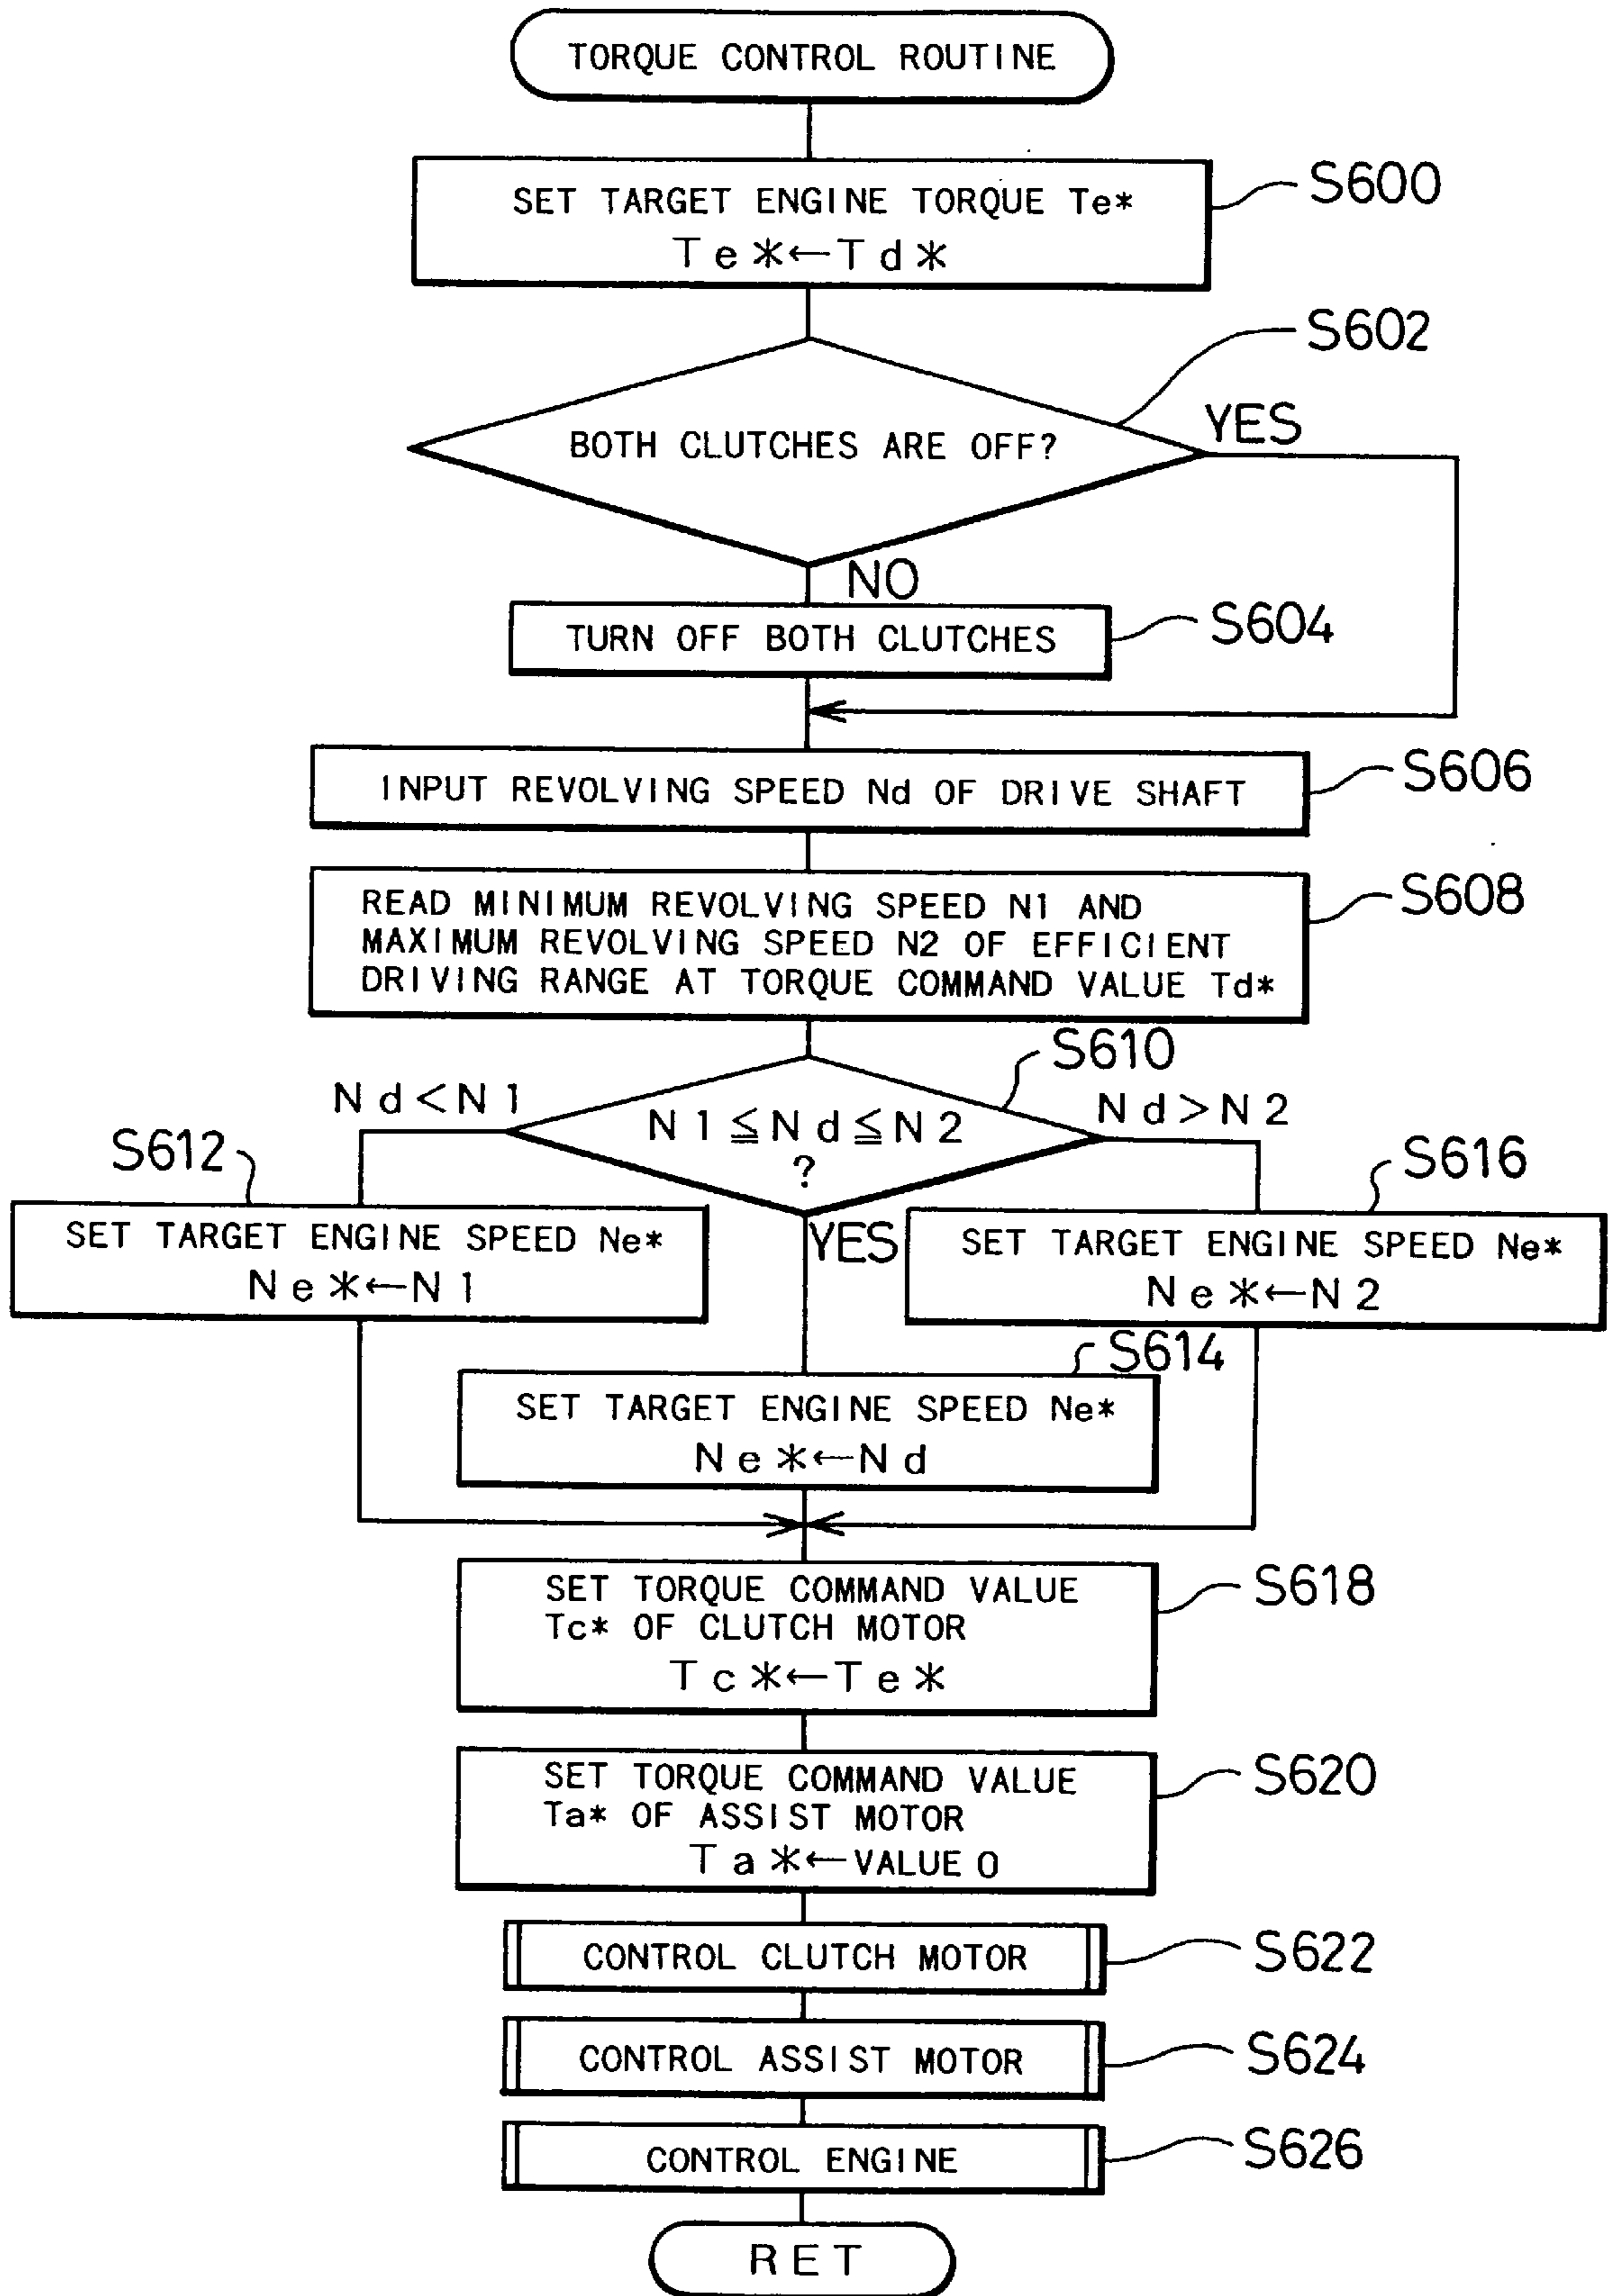 TORQUE CONTROL ROUTINE
SET TARGET ENGINE TORQUE Te*
Te*←Td*
S600
S602
BOTH CLUTCHES ARE OFF?
YES
NO
TURN OFF BOTH CLUTCHES
S604
INPUT REVOLVING SPEED Nd OF DRIVE SHAFT
S606
READ MINIMUM REVOLVING SPEED N1 AND
MAXIMUM REVOLVING SPEED N2 OF EFFICIENT
DRIVING RANGE AT TORQUE COMMAND VALUE Td*
S608
S610
Nd<N1
N1≦Nd≦N2
?
Nd>N2
S612
S616
SET TARGET ENGINE SPEED Ne*
Ne*←N1
YES
SET TARGET ENGINE SPEED Ne*
Ne*←N2
S614
SET TARGET ENGINE SPEED Ne*
Ne*←Nd
SET TORQUE COMMAND VALUE
Tc* OF CLUTCH MOTOR
Tc*←Te*
S618
SET TORQUE COMMAND VALUE
Ta* OF ASSIST MOTOR
Ta*←VALUE 0
S620
CONTROL CLUTCH MOTOR
S622
CONTROL ASSIST MOTOR
S624
CONTROL ENGINE
S626
RET